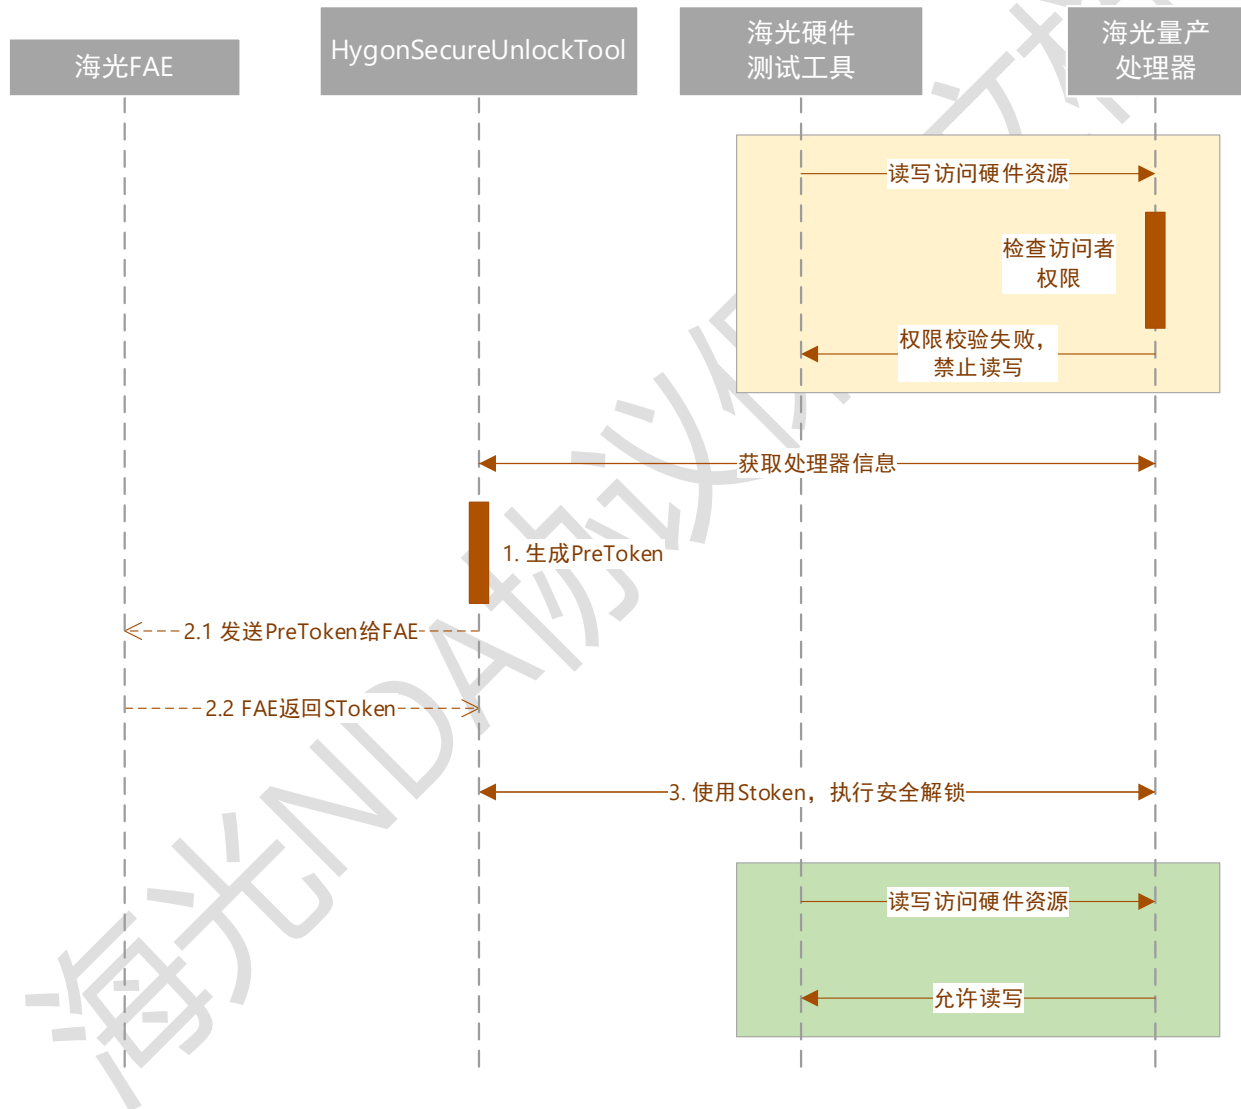 海光FAE
HygonSecureUnlockTool
海光硬件
测试工具
海光量产
处理器
读写访问硬件资源
检查访问者
权限
权限校验失败，
禁止读写
获取处理器信息
1. 生成PreToken
2.1 发送PreToken给FAE
2.2 FAE返回SToken
3. 使用Stoken，执行安全解锁
读写访问硬件资源
允许读写
海光NDA协议保